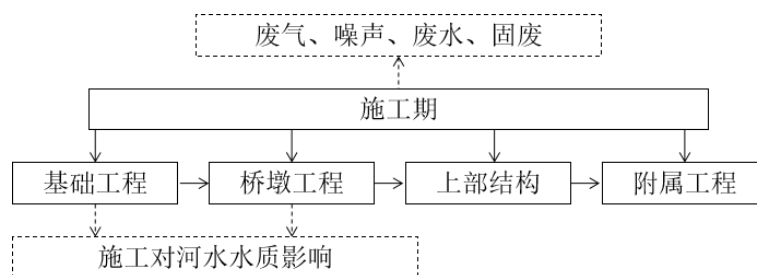 废气、噪声、废水、固废
施工期
基础工程
桥墩工程
上部结构
附属工程
施工对河水水质影响